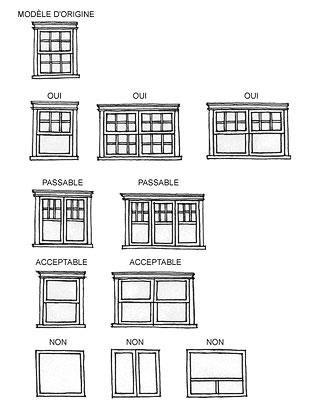 MODÈLE D'ORIGINE
OUI OUI OUI
PASSABLE PASSABLE
ACCEPTABLE ACCEPTABLE
NON NON NON